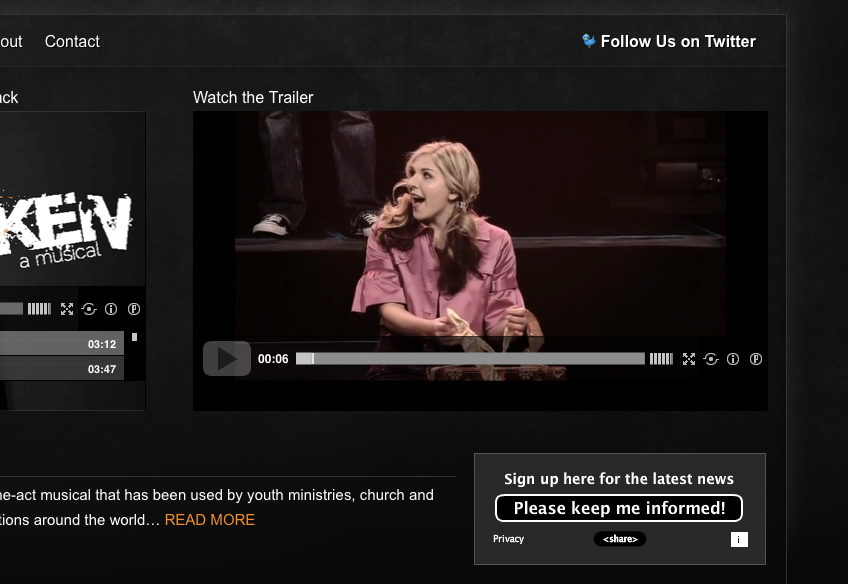 out Contact
Follow Us on Twitter
ack
Watch the Trailer
KEN
a musical
03:12
03:47
00:06
Sign up here for the latest news
Please keep me informed!
Privacy
<share>
i
ne-act musical that has been used by youth ministries, church and
tions around the world… READ MORE